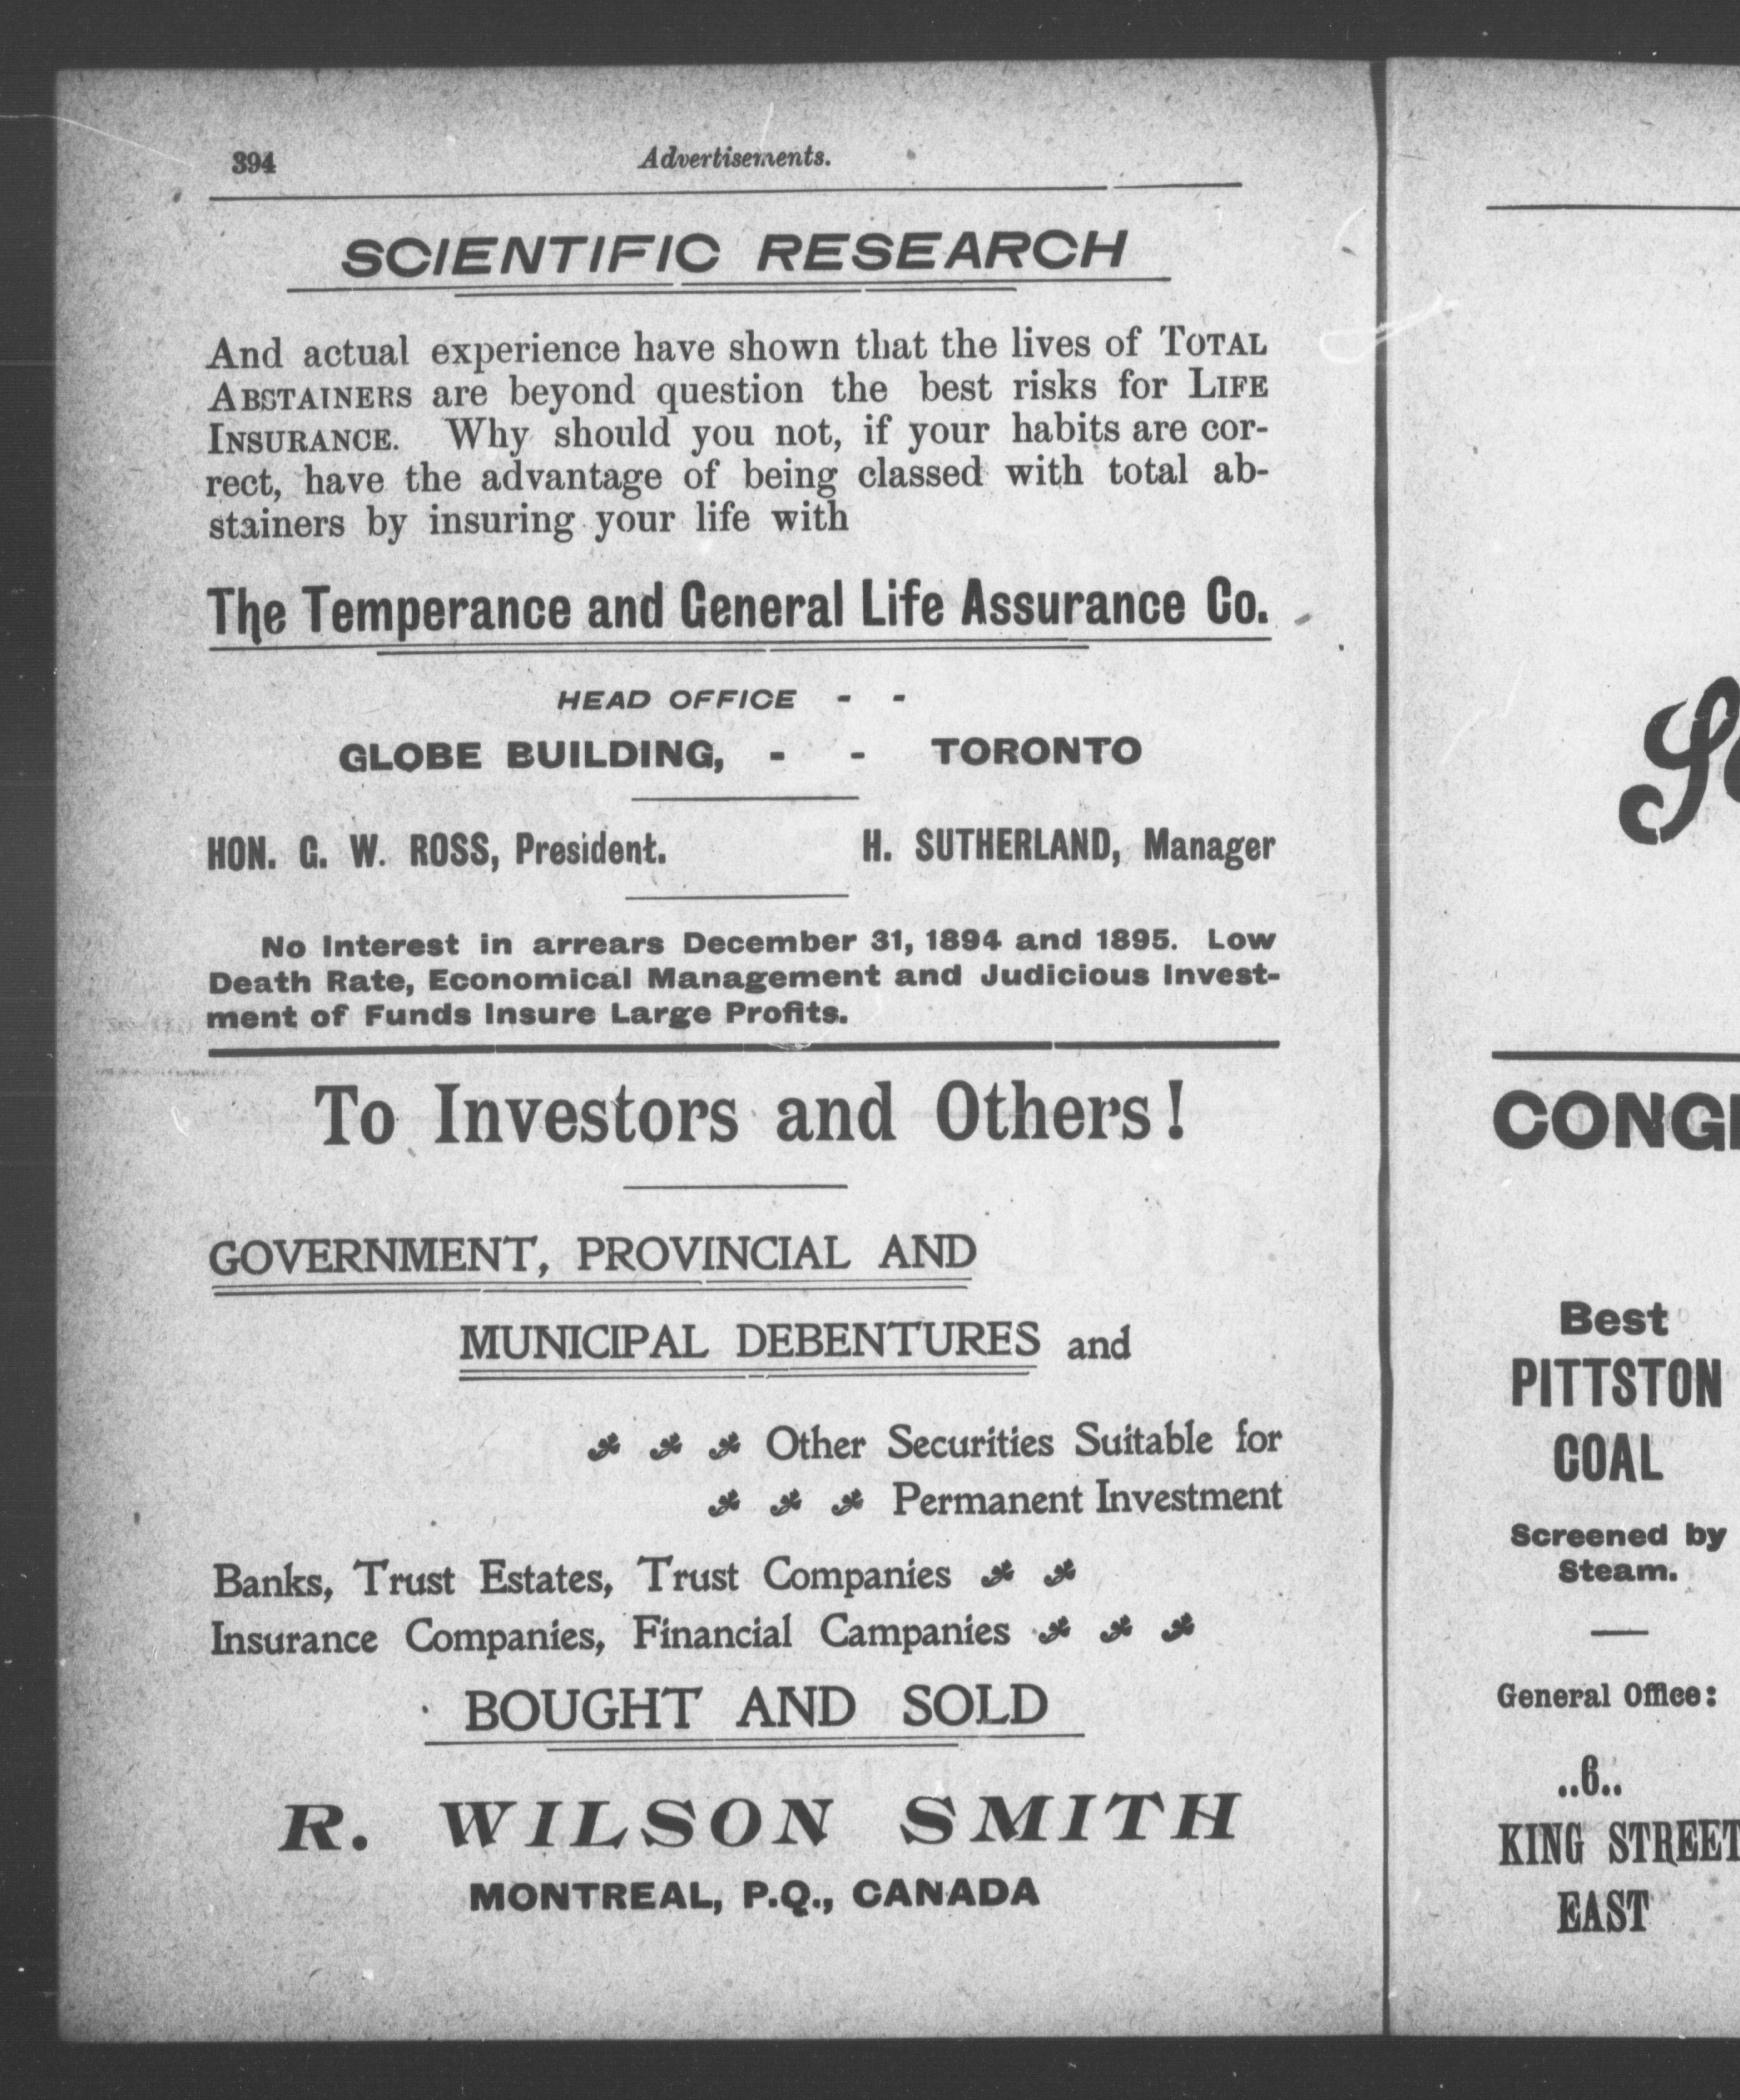 394 Advertisements.
SCIENTIFIC RESEARCH
And actual experience have shown that the lives of TOTAL
ABSTAINERS are beyond question the best risks for LIFE
INSURANCE. Why should you not, if your habits are cor-
rect, have the advantage of being classed with total ab-
stainers by insuring your life with
The Temperance and General Life Assurance Co.
HEAD OFFICE - -
GLOBE BUILDING, - - TORONTO
HON. G. W. ROSS, President. H. SUTHERLAND, Manager
No Interest in arrears December 31, 1894 and 1895. Low
Death Rate, Economical Management and Judicious Invest-
ment of Funds Insure Large Profits.
To Investors and Others!
GOVERNMENT, PROVINCIAL AND
MUNICIPAL DEBENTURES and
Other Securities Suitable for
Permanent Investment
Banks, Trust Estates, Trust Companies
Insurance Companies, Financial Campanies
BOUGHT AND SOLD
R. WILSON SMITH
MONTREAL, P.Q., CANADA
Best
PITTSTON
COAL
Screened by
Steam.
General Office:
..6..
KING STREET
EAST